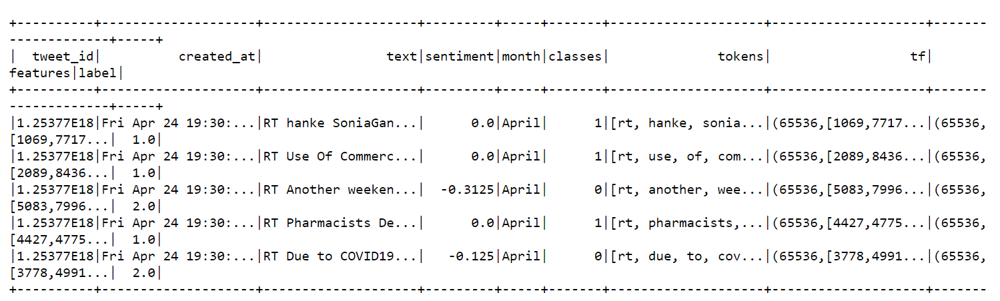 +----------+--------------------+--------------------+---------+-----+-------+--------------------+--------------------+-------
-------------+-----+
|  tweet_id|          created_at|                text|sentiment|month|classes|              tokens|                  tf|
features|label|
+----------+--------------------+--------------------+---------+-----+-------+--------------------+--------------------+-------
-------------+-----+
|1.25377E18|Fri Apr 24 19:30:...|RT hanke SoniaGan...|      0.0|April|      1|[rt, hanke, sonia...|(65536,[1069,7717...|(65536,
[1069,7717...|  1.0|
|1.25377E18|Fri Apr 24 19:30:...|RT Use Of Commerc...|      0.0|April|      1|[rt, use, of, com...|(65536,[2089,8436...|(65536,
[2089,8436...|  1.0|
|1.25377E18|Fri Apr 24 19:30:...|RT Another weeken...|  -0.3125|April|      0|[rt, another, wee...|(65536,[5083,7996...|(65536,
[5083,7996...|  2.0|
|1.25377E18|Fri Apr 24 19:30:...|RT Pharmacists De...|      0.0|April|      1|[rt, pharmacists,...|(65536,[4427,4775...|(65536,
[4427,4775...|  1.0|
|1.25377E18|Fri Apr 24 19:30:...|RT Due to COVID19...|   -0.125|April|      0|[rt, due, to, cov...|(65536,[3778,4991...|(65536,
[3778,4991...|  2.0|
+----------+--------------------+--------------------+---------+-----+-------+--------------------+--------------------+-------